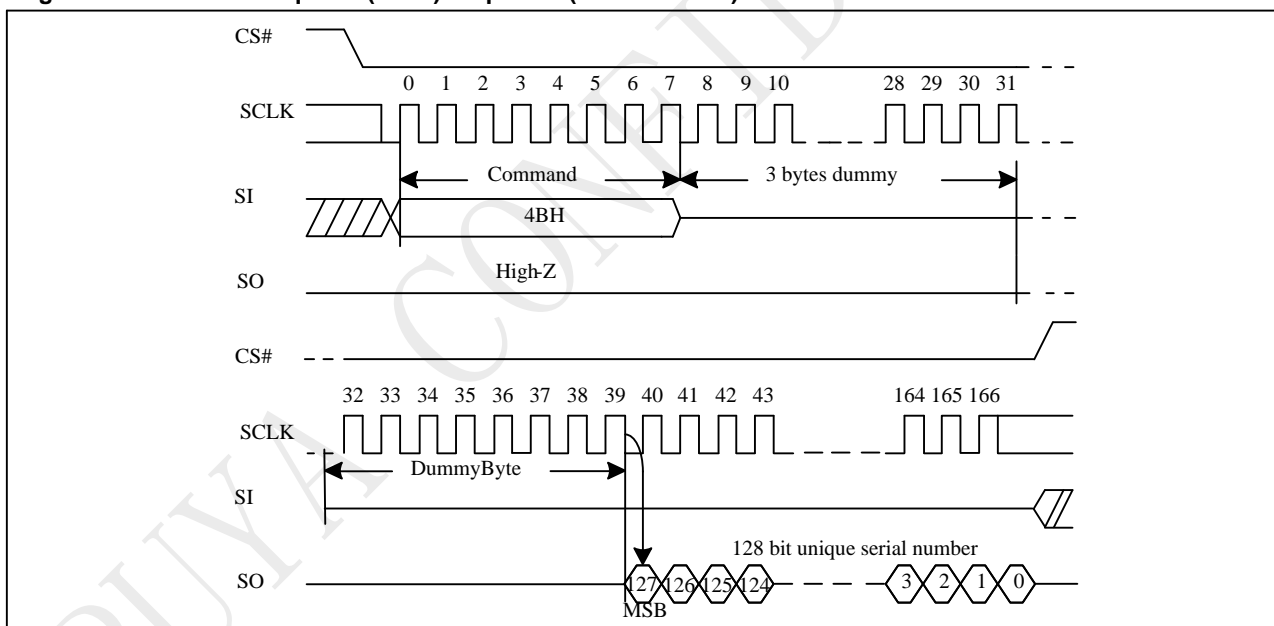 CS#
0 1 2 3 4 5 6 7 8 9 10 28 29 30 31
SCLK
Command 3 bytes dummy
SI
4BH
High-Z
SO
CS#
32 33 34 35 36 37 38 39 40 41 42 43 164 165 166
SCLK
DummyByte
SI
128 bit unique serial number
SO 127 126 125 124 3 2 1 0
MSB
PUYA CONFID